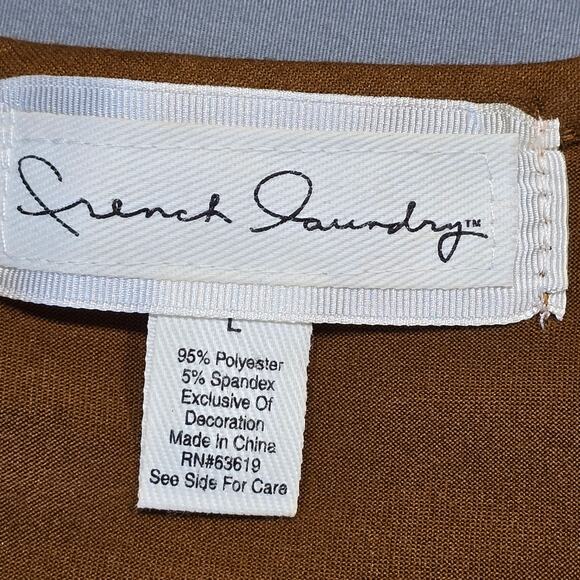 French Laundry™
L
95% Polyester
5% Spandex
Exclusive Of
Decoration
Made In China
RN#63619
See Side For Care